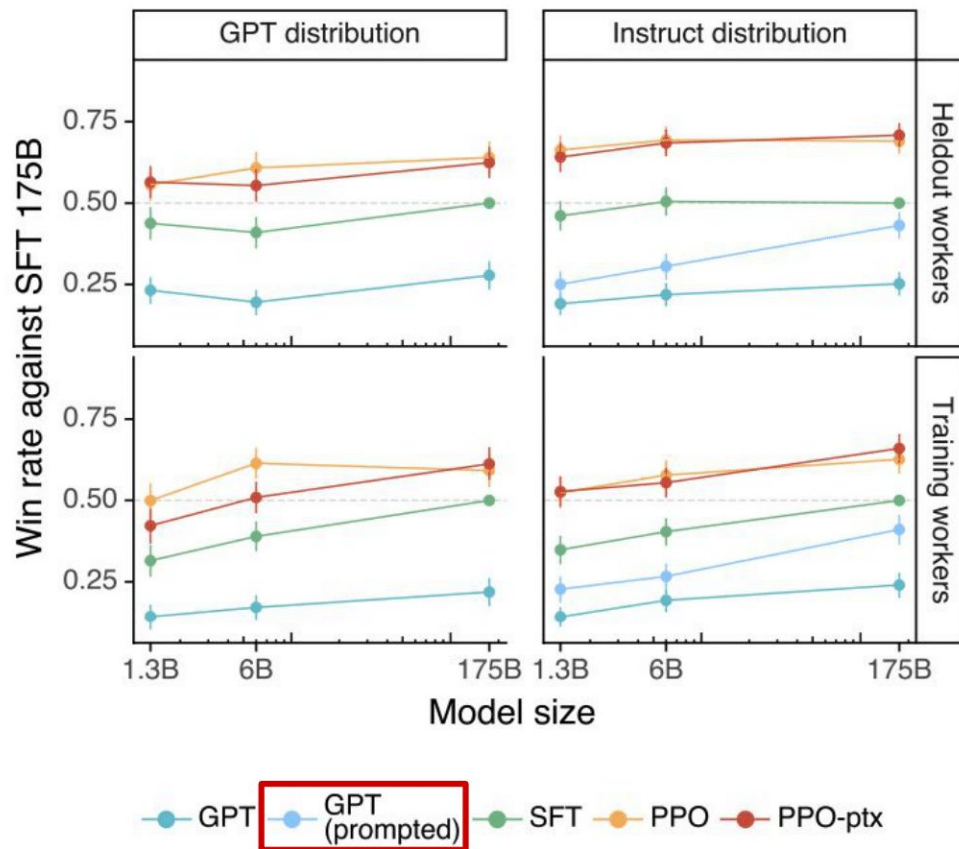 GPT distribution
Instruct distribution
Win rate against SFT 175B
0.75
0.50
0.25
Heldout workers
0.75
0.50
0.25
Training workers
1.3B 6B 175B
1.3B 6B 175B
Model size
GPT
GPT
(prompted)
SFT
PPO
PPO-ptx